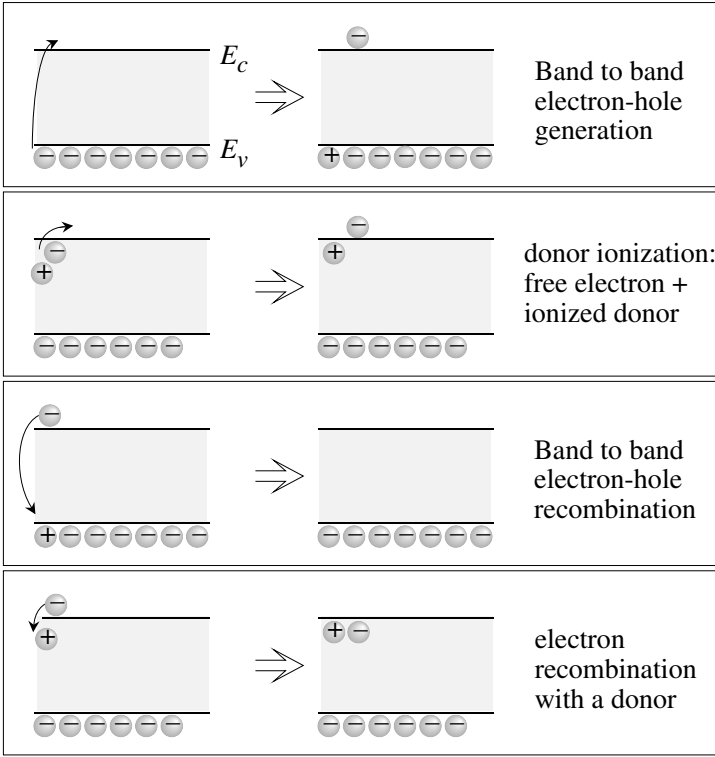 E_c
E_v
Band to band
electron-hole
generation
donor ionization:
free electron +
ionized donor
Band to band
electron-hole
recombination
electron
recombination
with a donor